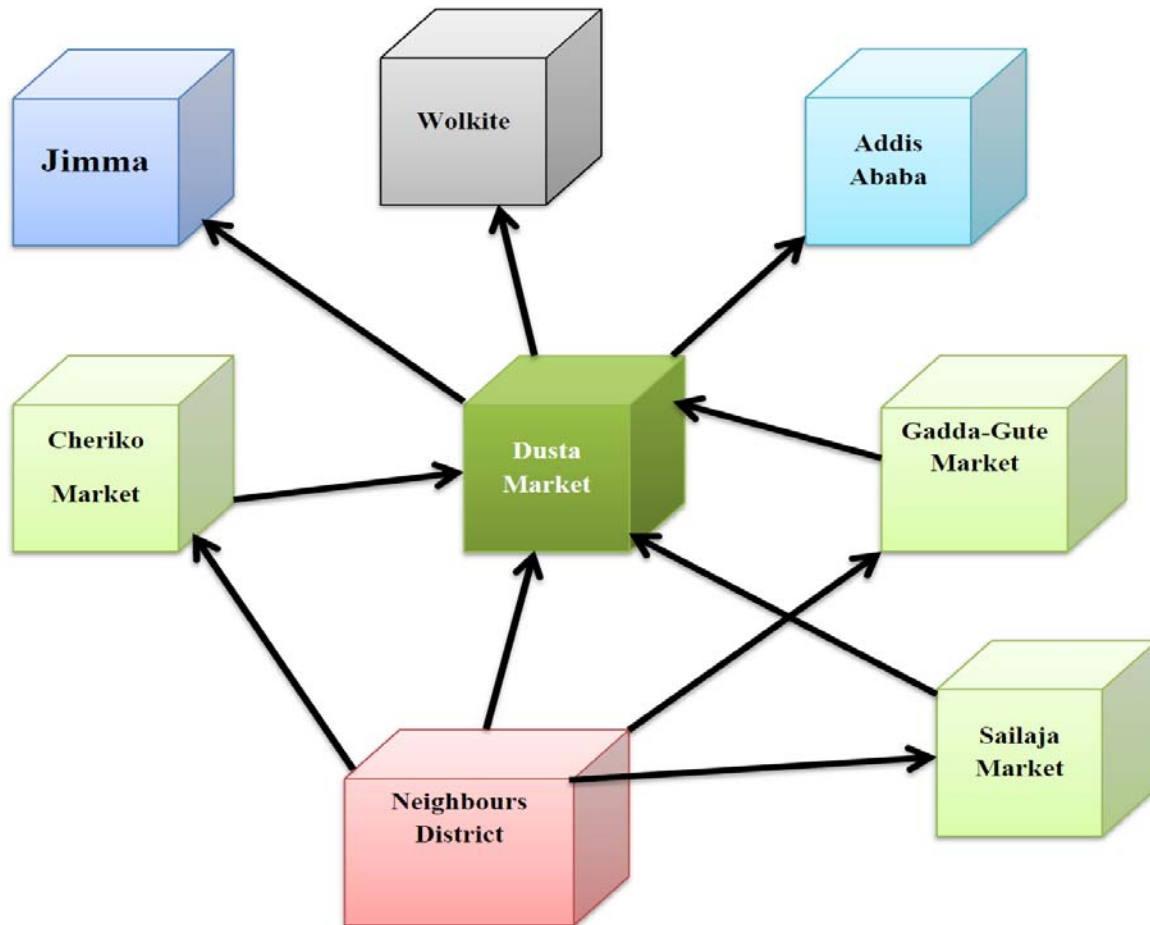 Jimma
Wolkite
Addis
Ababa
Cheriko
Market
Dusta
Market
Gadda-Gute
Market
Sailaja
Market
Neighbours
District